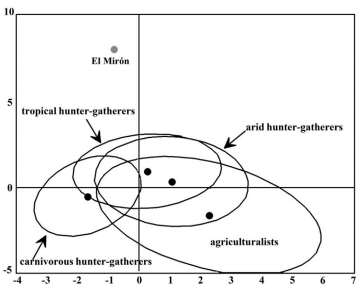 10
El Mirón
5
tropical hunter-gatherers
arid hunter-gatherers
0
agriculturalists
carnivorous hunter-gatherers
-5
-4 -3 -2 -1 0 1 2 3 4 5 6 7